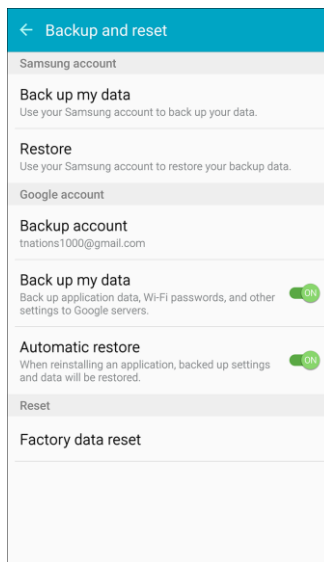 Backup and reset
Samsung account
Back up my data
Use your Samsung account to back up your data.
Restore
Use your Samsung account to restore your backup data.
Google account
Backup account
tnations1000@gmail.com
Back up my data
Back up application data, Wi-Fi passwords, and other
settings to Google servers.
ON
Automatic restore
When reinstalling an application, backed up settings
and data will be restored.
ON
Reset
Factory data reset